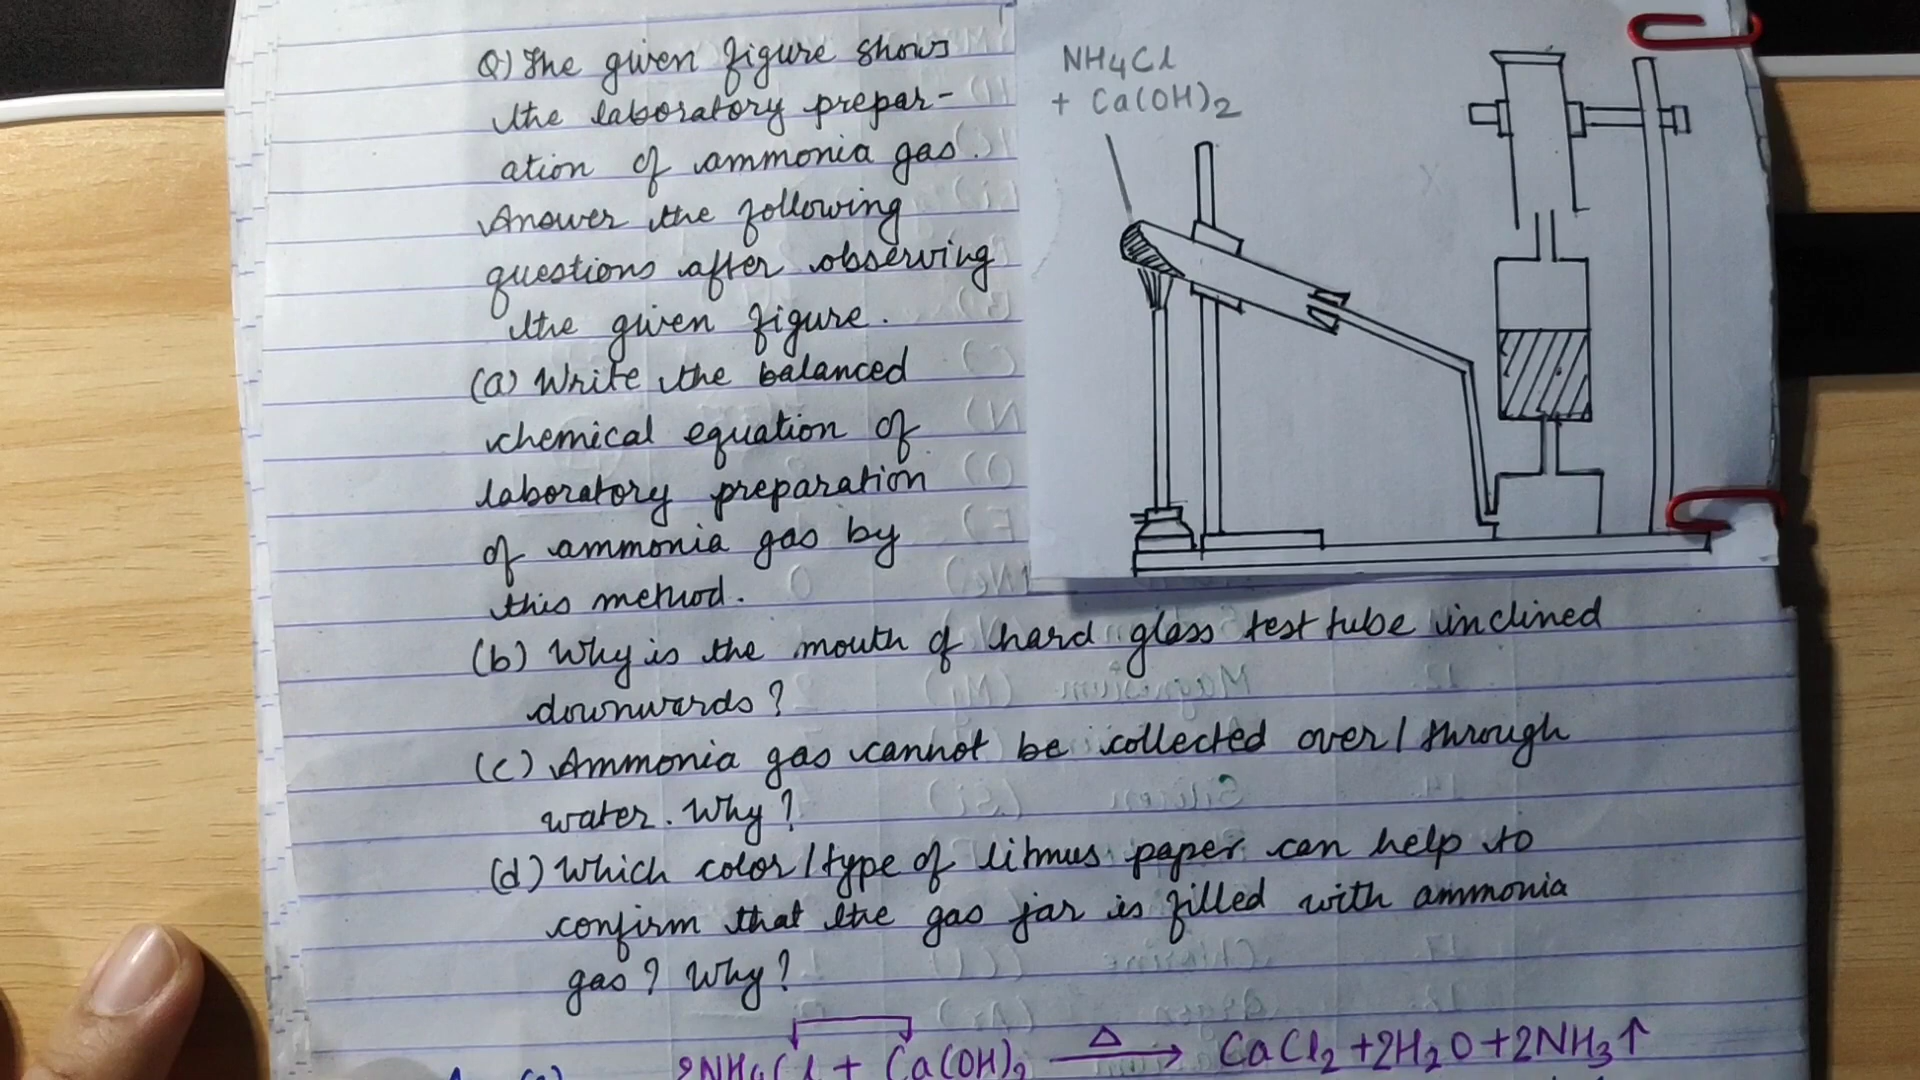 Q) The given figure shows
the laboratory prepar-
ation of ammonia gas.
Answer the following
questions after observing
the given figure.
(a) Write the balanced
chemical equation of
laboratory preparation
of ammonia gas by
this method.
NH4Cl
+ Ca(OH)2
(b) Why is the mouth of hard glass test tube inclined
downwards?
(c) Ammonia gas cannot be collected over/through
water. Why?
(d) Which color/type of litmus paper can help to
confirm that the gas jar is filled with ammonia
gas? Why?
2NH4Cl + Ca(OH)2 —Δ→ CaCl2 + 2H2O + 2NH3↑